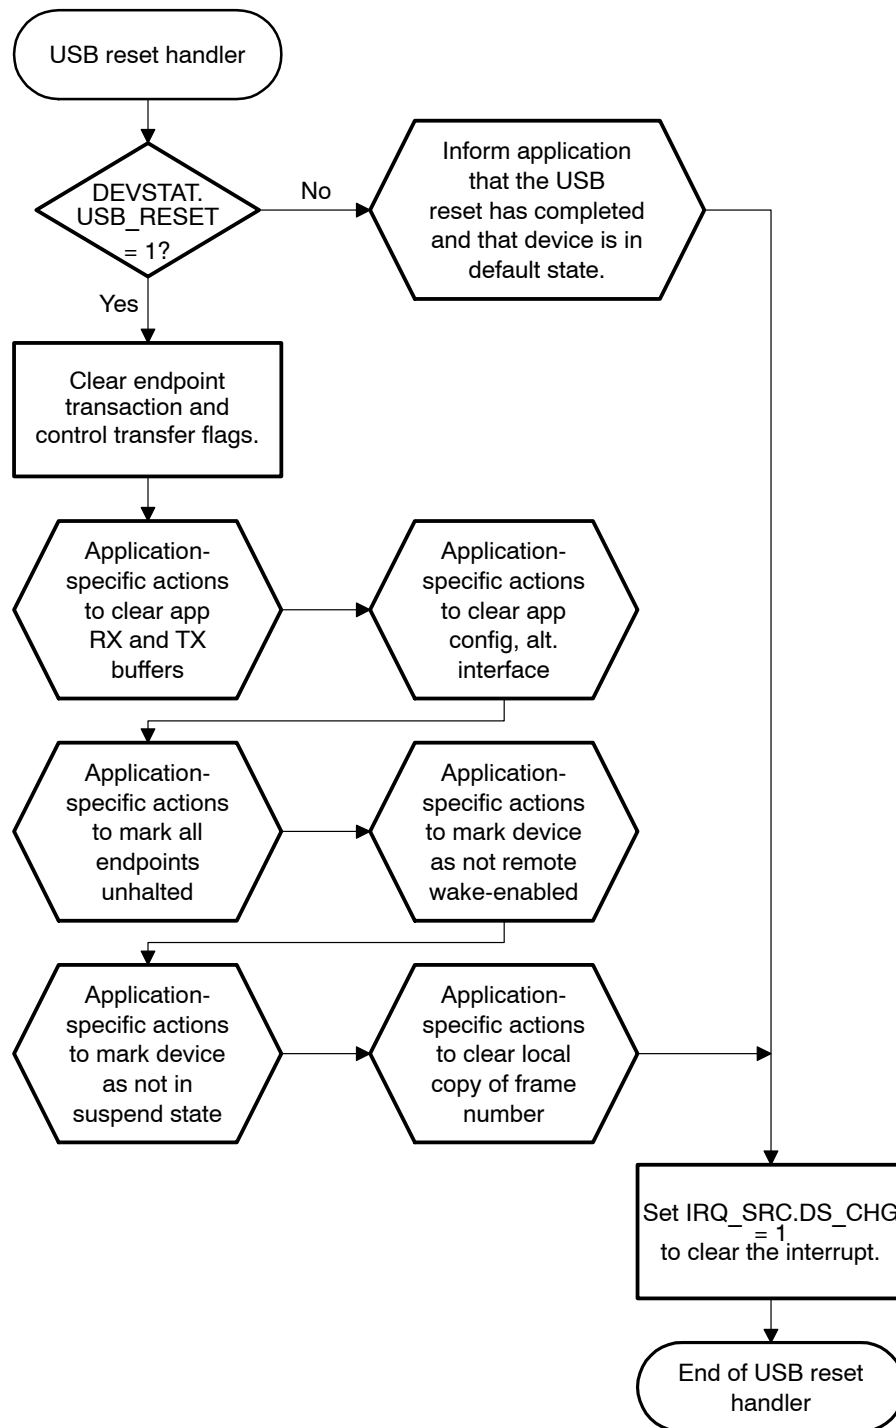 USB reset handler
DEVSTAT.
USB_RESET
= 1?
No
Inform application
that the USB
reset has completed
and that device is in
default state.
Yes
Clear endpoint
transaction and
control transfer flags.
Application-
specific actions
to clear app
RX and TX
buffers
Application-
specific actions
to clear app
config, alt.
interface
Application-
specific actions
to mark all
endpoints
unhalted
Application-
specific actions
to mark device
as not remote
wake-enabled
Application-
specific actions
to mark device
as not in
suspend state
Application-
specific actions
to clear local
copy of frame
number
Set IRQ_SRC.DS_CHG
= 1
to clear the interrupt.
End of USB reset
handler